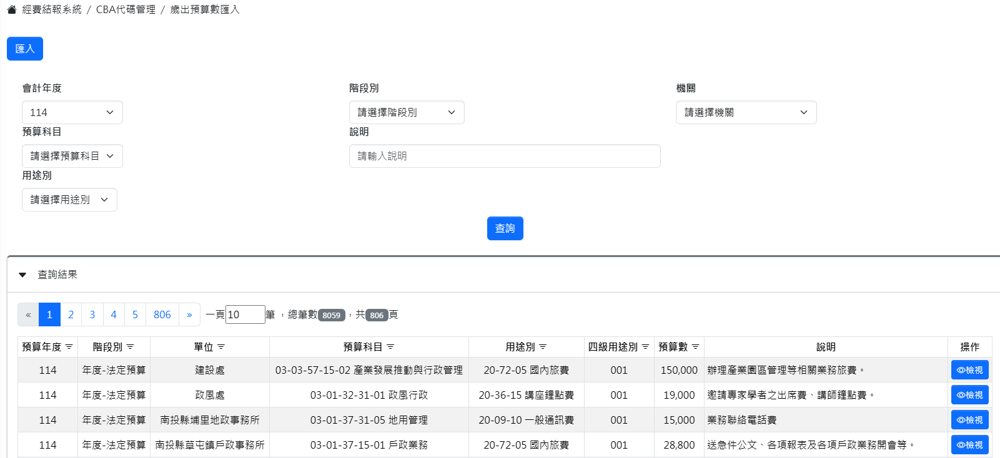 經費結報系統 / CBA代碼管理 / 歲出預算數匯入
匯入
會計年度 階段別 機關
114 請選擇階段別 請選擇機關
預算科目 說明
請選擇預算科目 請輸入說明
用途別
請選擇用途別
查詢
查詢結果
« 1 2 3 4 5 806 » 一頁 10 筆 ，總筆數 8059 ，共 806 頁
預算年度 階段別 單位 預算科目 用途別 四級用途別 預算數 說明 操作
114 年度-法定預算 建設處 03-03-57-15-02 產業發展推動與行政管理 20-72-05 國內旅費 001 150,000 辦理產業園區管理等相關業務旅費。 檢視
114 年度-法定預算 政風處 03-01-32-31-01 政風行政 20-36-15 講座鐘點費 001 19,000 邀請專家學者之出席費、講師鐘點費。 檢視
114 年度-法定預算 南投縣埔里地政事務所 03-01-37-31-05 地用管理 20-09-10 一般通訊費 001 15,000 業務聯絡電話費 檢視
114 年度-法定預算 南投縣草屯鎮戶政事務所 03-01-37-15-01 戶政業務 20-72-05 國內旅費 001 28,800 送急件公文、各項報表及各項戶政業務開會等。 檢視